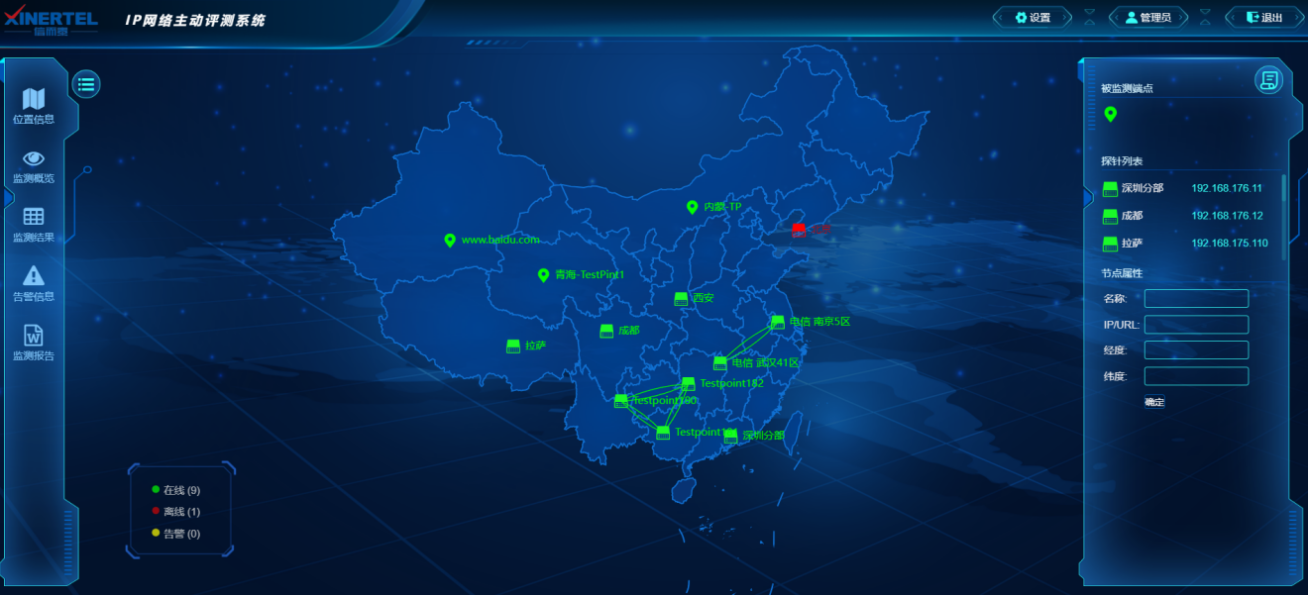 XINERTEL
信而泰
IP网络主动评测系统
设置
管理员
退出
位置信息
监测概览
监测结果
告警信息
监测报告
内蒙-TP
www.baidu.com
青海-TestPint1
西安
电信 南京5区
成都
拉萨
电信 武汉41区
Testpoint182
Testpoint180
深圳分部
在线 (9)
离线 (1)
告警 (0)
被监测端点
探针列表
深圳分部 192.168.176.11
成都 192.168.176.12
拉萨 192.168.175.110
节点属性
名称:
IP/URL:
经度:
纬度:
确定